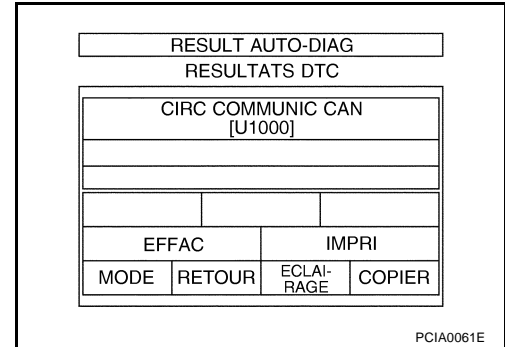 RESULT AUTO-DIAG
RESULTATS DTC
CIRC COMMUNIC CAN
[U1000]
EFFAC IMPRI
MODE RETOUR ECLAI-
RAGE COPIER
PCIA0061E